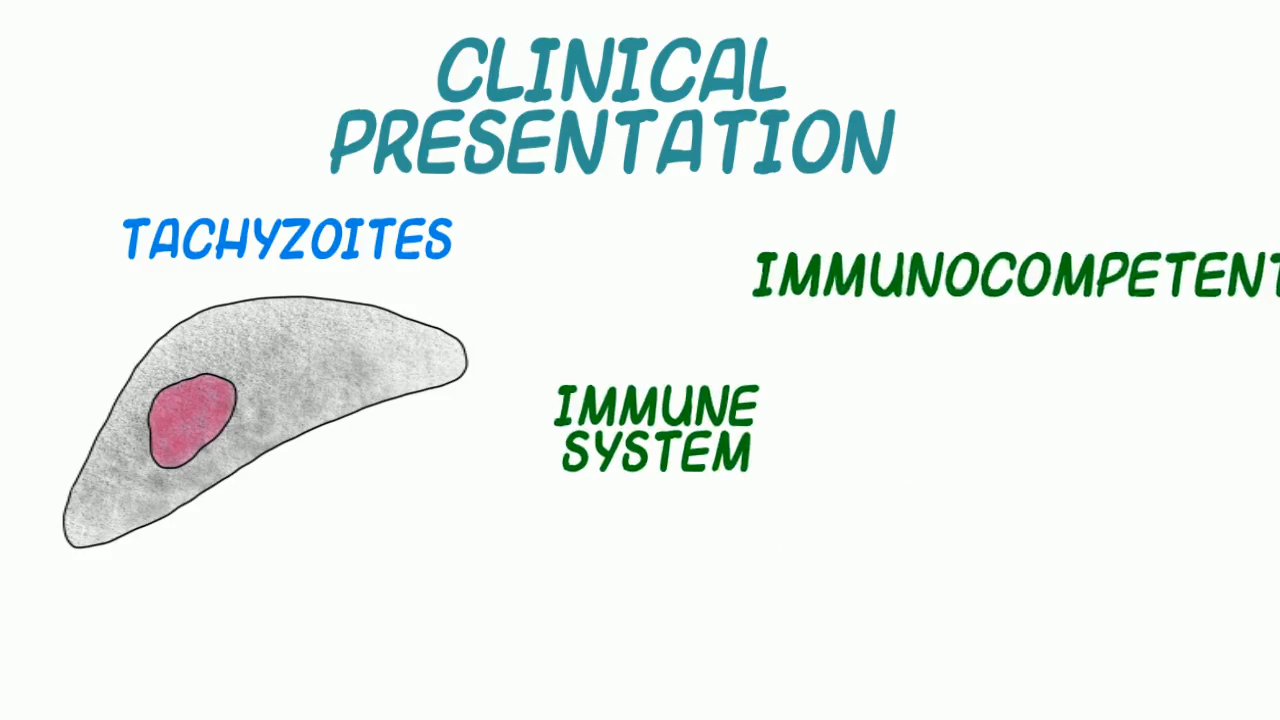 CLINICAL
PRESENTATION
TACHYZOITES
IMMUNOCOMPETENT
IMMUNE
SYSTEM